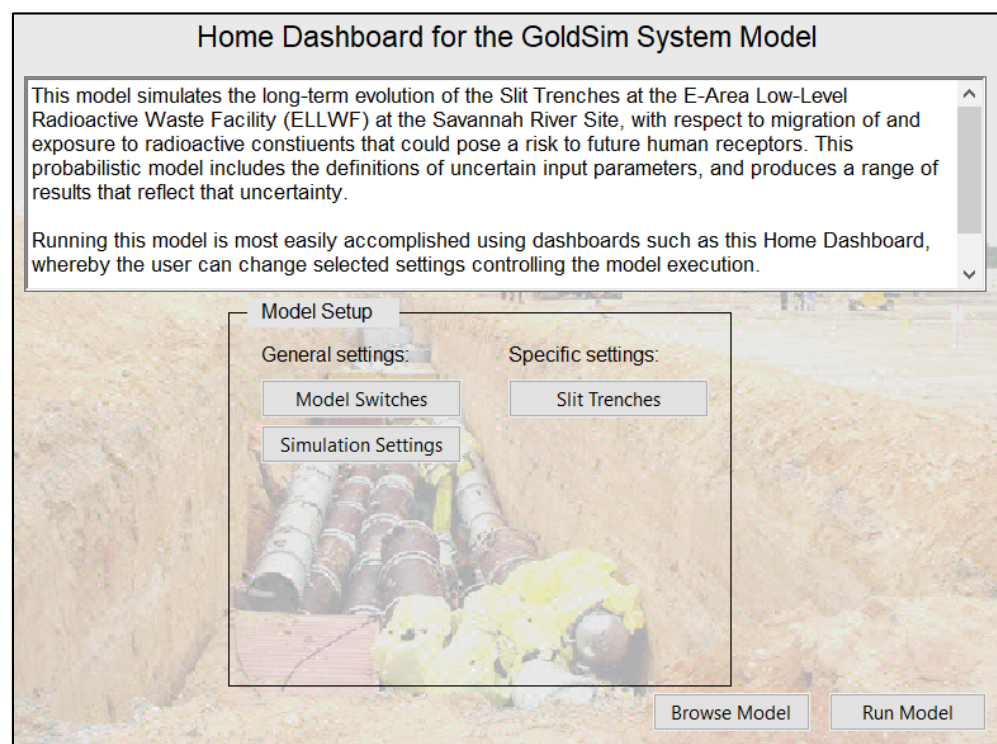 Home Dashboard for the GoldSim System Model
This model simulates the long-term evolution of the Slit Trenches at the E-Area Low-Level
Radioactive Waste Facility (ELLWF) at the Savannah River Site, with respect to migration of and
exposure to radioactive constiuents that could pose a risk to future human receptors. This
probabilistic model includes the definitions of uncertain input parameters, and produces a range of
results that reflect that uncertainty.
Running this model is most easily accomplished using dashboards such as this Home Dashboard,
whereby the user can change selected settings controlling the model execution.
Model Setup
General settings:
Specific settings:
Model Switches
Slit Trenches
Simulation Settings
Browse Model
Run Model